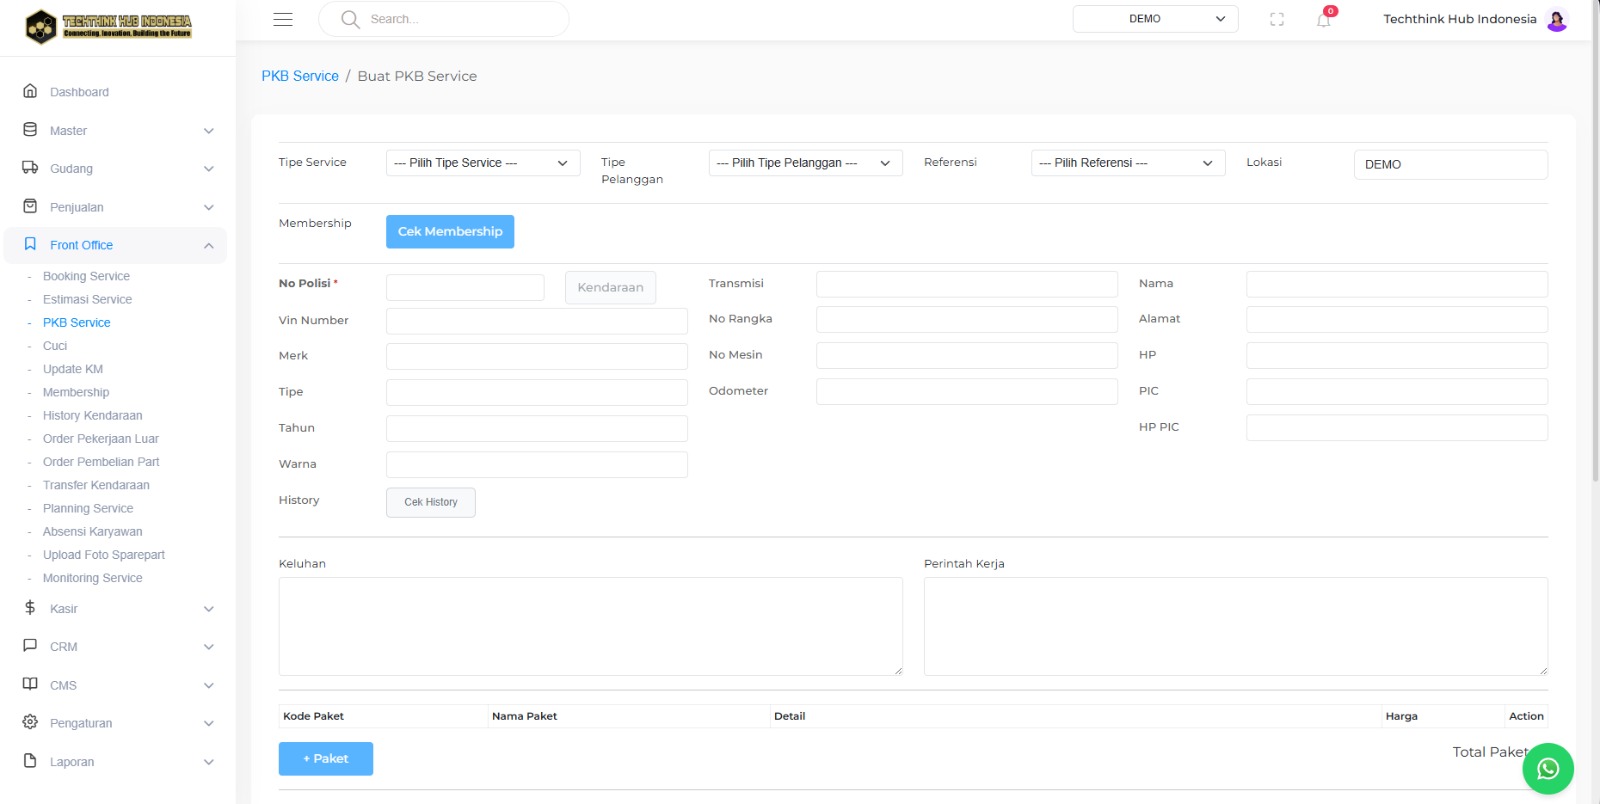 TECHTHINK HUB INDONESIA
Connecting, Inovation, Building the Future
Search...
DEMO
0
Techthink Hub Indonesia
Dashboard
Master
Gudang
Penjualan
Front Office
- Booking Service
- Estimasi Service
- PKB Service
- Cuci
- Update KM
- Membership
- History Kendaraan
- Order Pekerjaan Luar
- Order Pembelian Part
- Transfer Kendaraan
- Planning Service
- Absensi Karyawan
- Upload Foto Sparepart
- Monitoring Service
Kasir
CRM
CMS
Pengaturan
Laporan
PKB Service / Buat PKB Service
Tipe Service
--- Pilih Tipe Service ---
Tipe
Pelanggan
--- Pilih Tipe Pelanggan ---
Referensi
--- Pilih Referensi ---
Lokasi
DEMO
Membership
Cek Membership
No Polisi *
Kendaraan
Vin Number
Merk
Tipe
Tahun
Warna
History
Cek History
Transmisi
No Rangka
No Mesin
Odometer
Nama
Alamat
HP
PIC
HP PIC
Keluhan
Perintah Kerja
Kode Paket Nama Paket Detail Harga Action
+ Paket
Total Paket